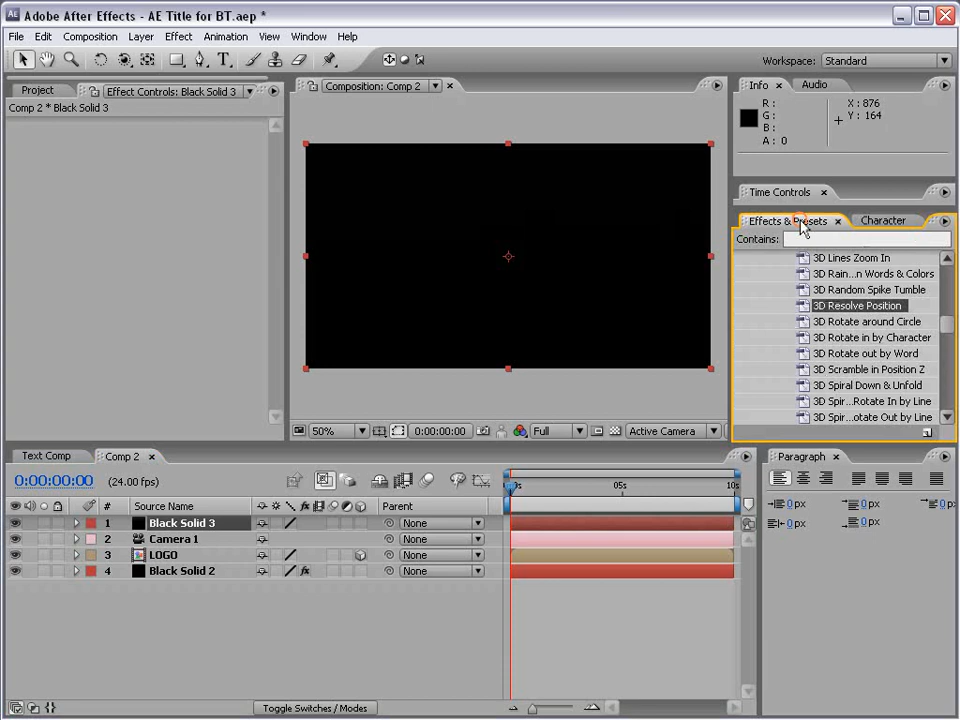 AE Adobe After Effects - AE Title for BT.aep *
File Edit Composition Layer Effect Animation View Window Help
Workspace: Standard
Project Effect Controls: Black Solid 3
Comp 2 * Black Solid 3
Composition: Comp 2
Info Audio
R : X : 876
G : Y : 164
B :
A : 0
Time Controls
Effects & Presets Character
Contains:
3D Lines Zoom In
3D Rain...n Words & Colors
3D Random Spike Tumble
3D Resolve Position
3D Rotate around Circle
3D Rotate in by Character
3D Rotate out by Word
3D Scramble in Position Z
3D Spiral Down & Unfold
3D Spir...Rotate In by Line
3D Spir...otate Out by Line
50% 0:00:00:00 Full Active Camera
Text Comp Comp 2
0:00:00:00 (24.00 fps)
05s 10s
# Source Name Parent
1 Black Solid 3 None
2 Camera 1 None
3 LOGO None
4 Black Solid 2 None
Toggle Switches / Modes
Paragraph
0 px 0 px 0 px
0 px 0 px